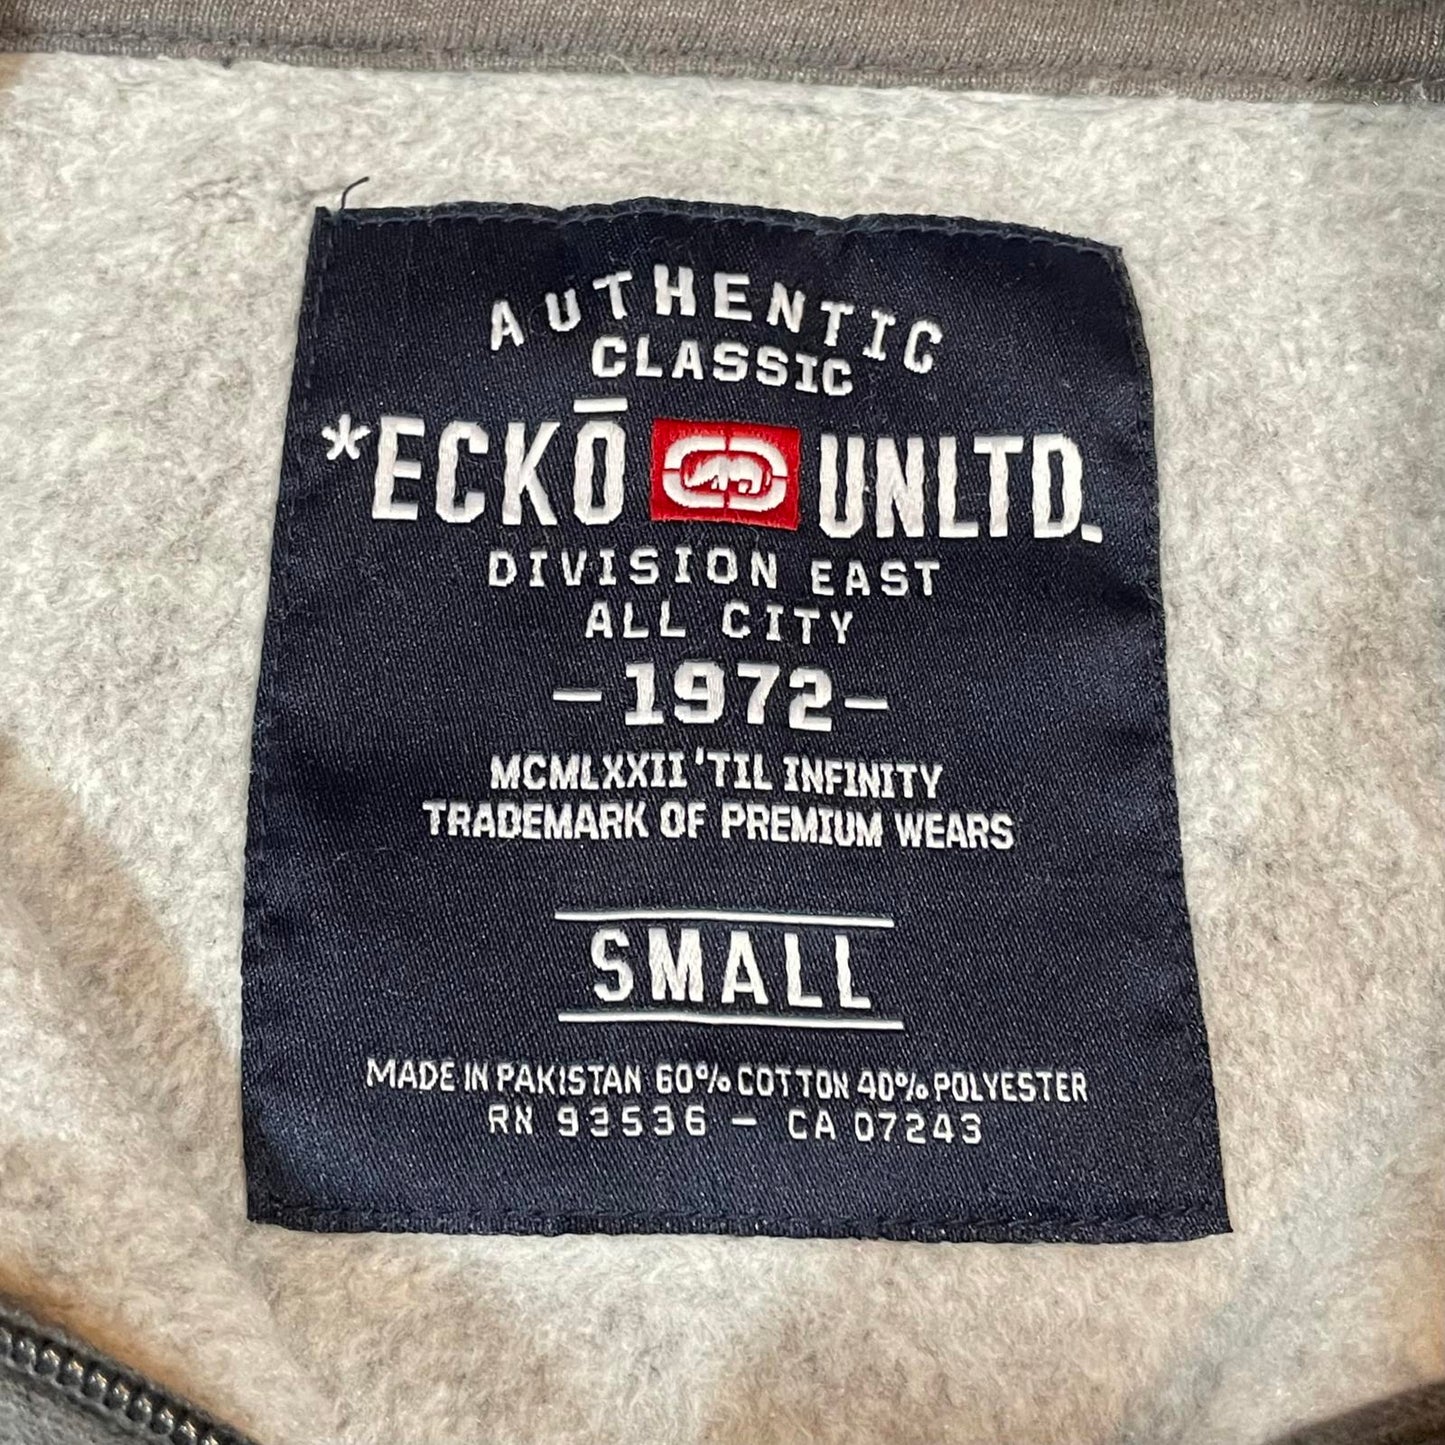 AUTHENTIC
CLASSIC
*ECKŌ UNLTD.
DIVISION EAST
ALL CITY
-1972-
MCMLXXII 'TIL INFINITY
TRADEMARK OF PREMIUM WEARS
SMALL
MADE IN PAKISTAN 60% COTTON 40% POLYESTER
RN 93536 - CA 07243